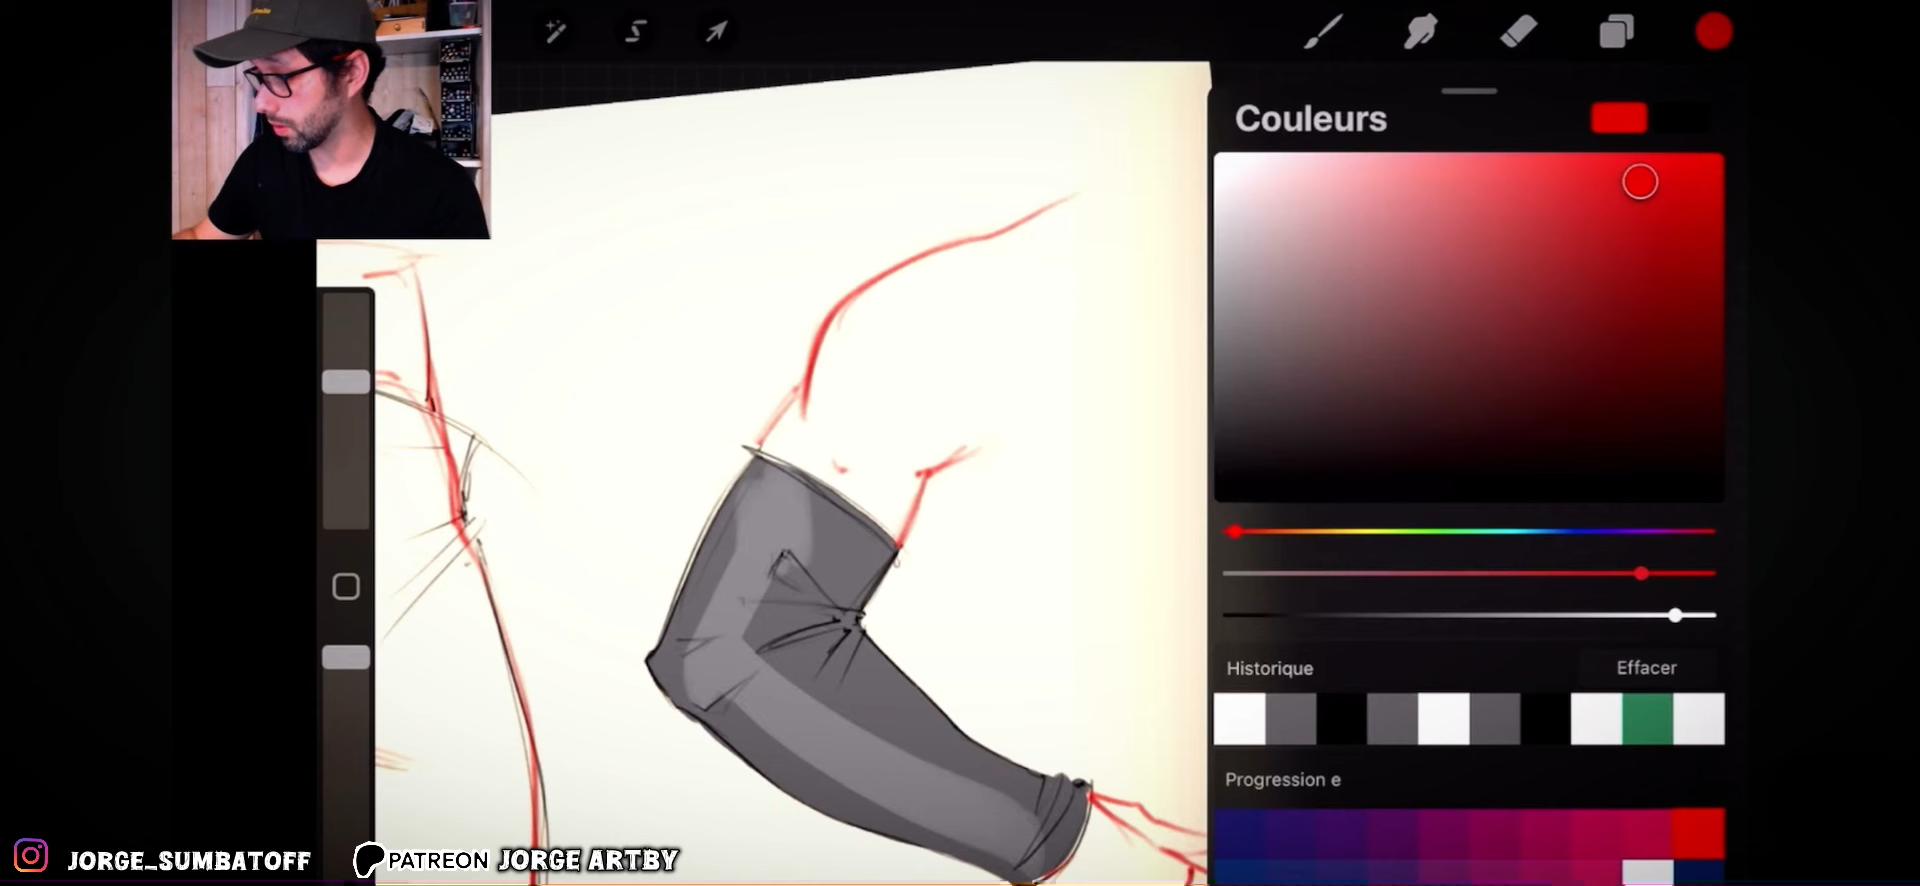 Couleurs
Historique
Effacer
Progression e
JORGE_SUMBATOFF
PATREON JORGE ARTBY